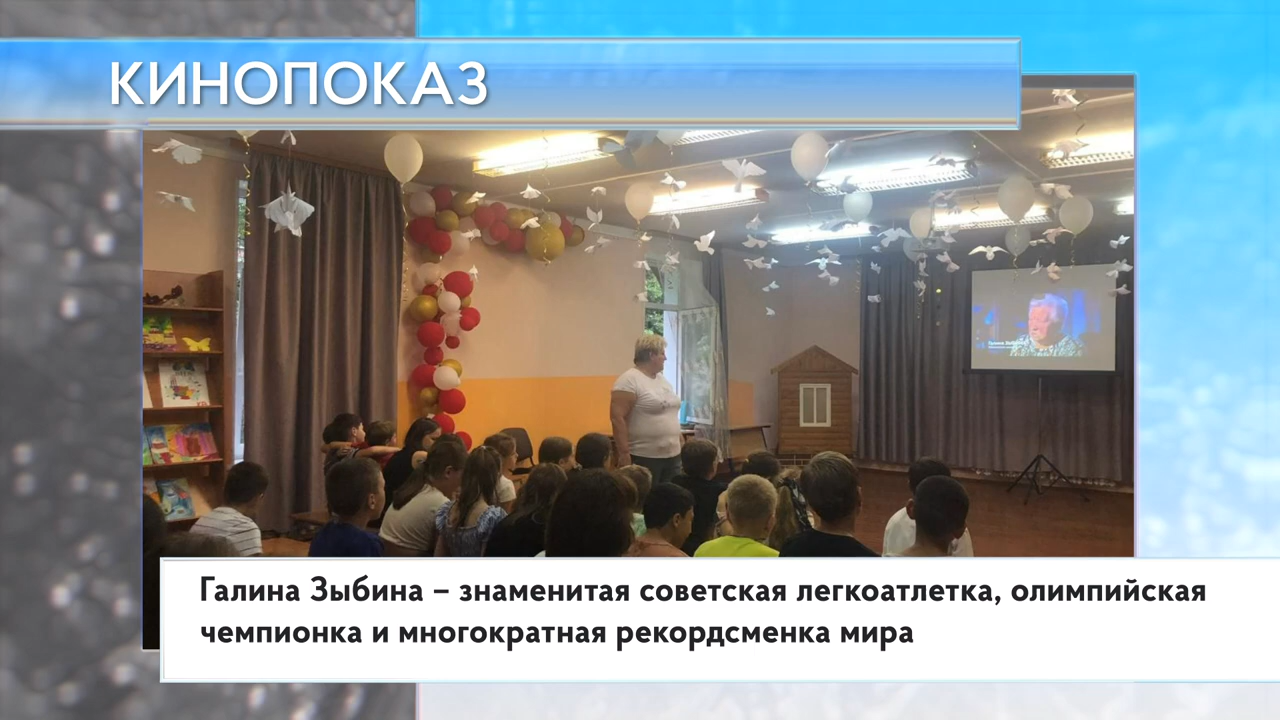 КИНОПОКАЗ
Галина Зыбина – знаменитая советская легкоатлетка, олимпийская
чемпионка и многократная рекордсменка мира